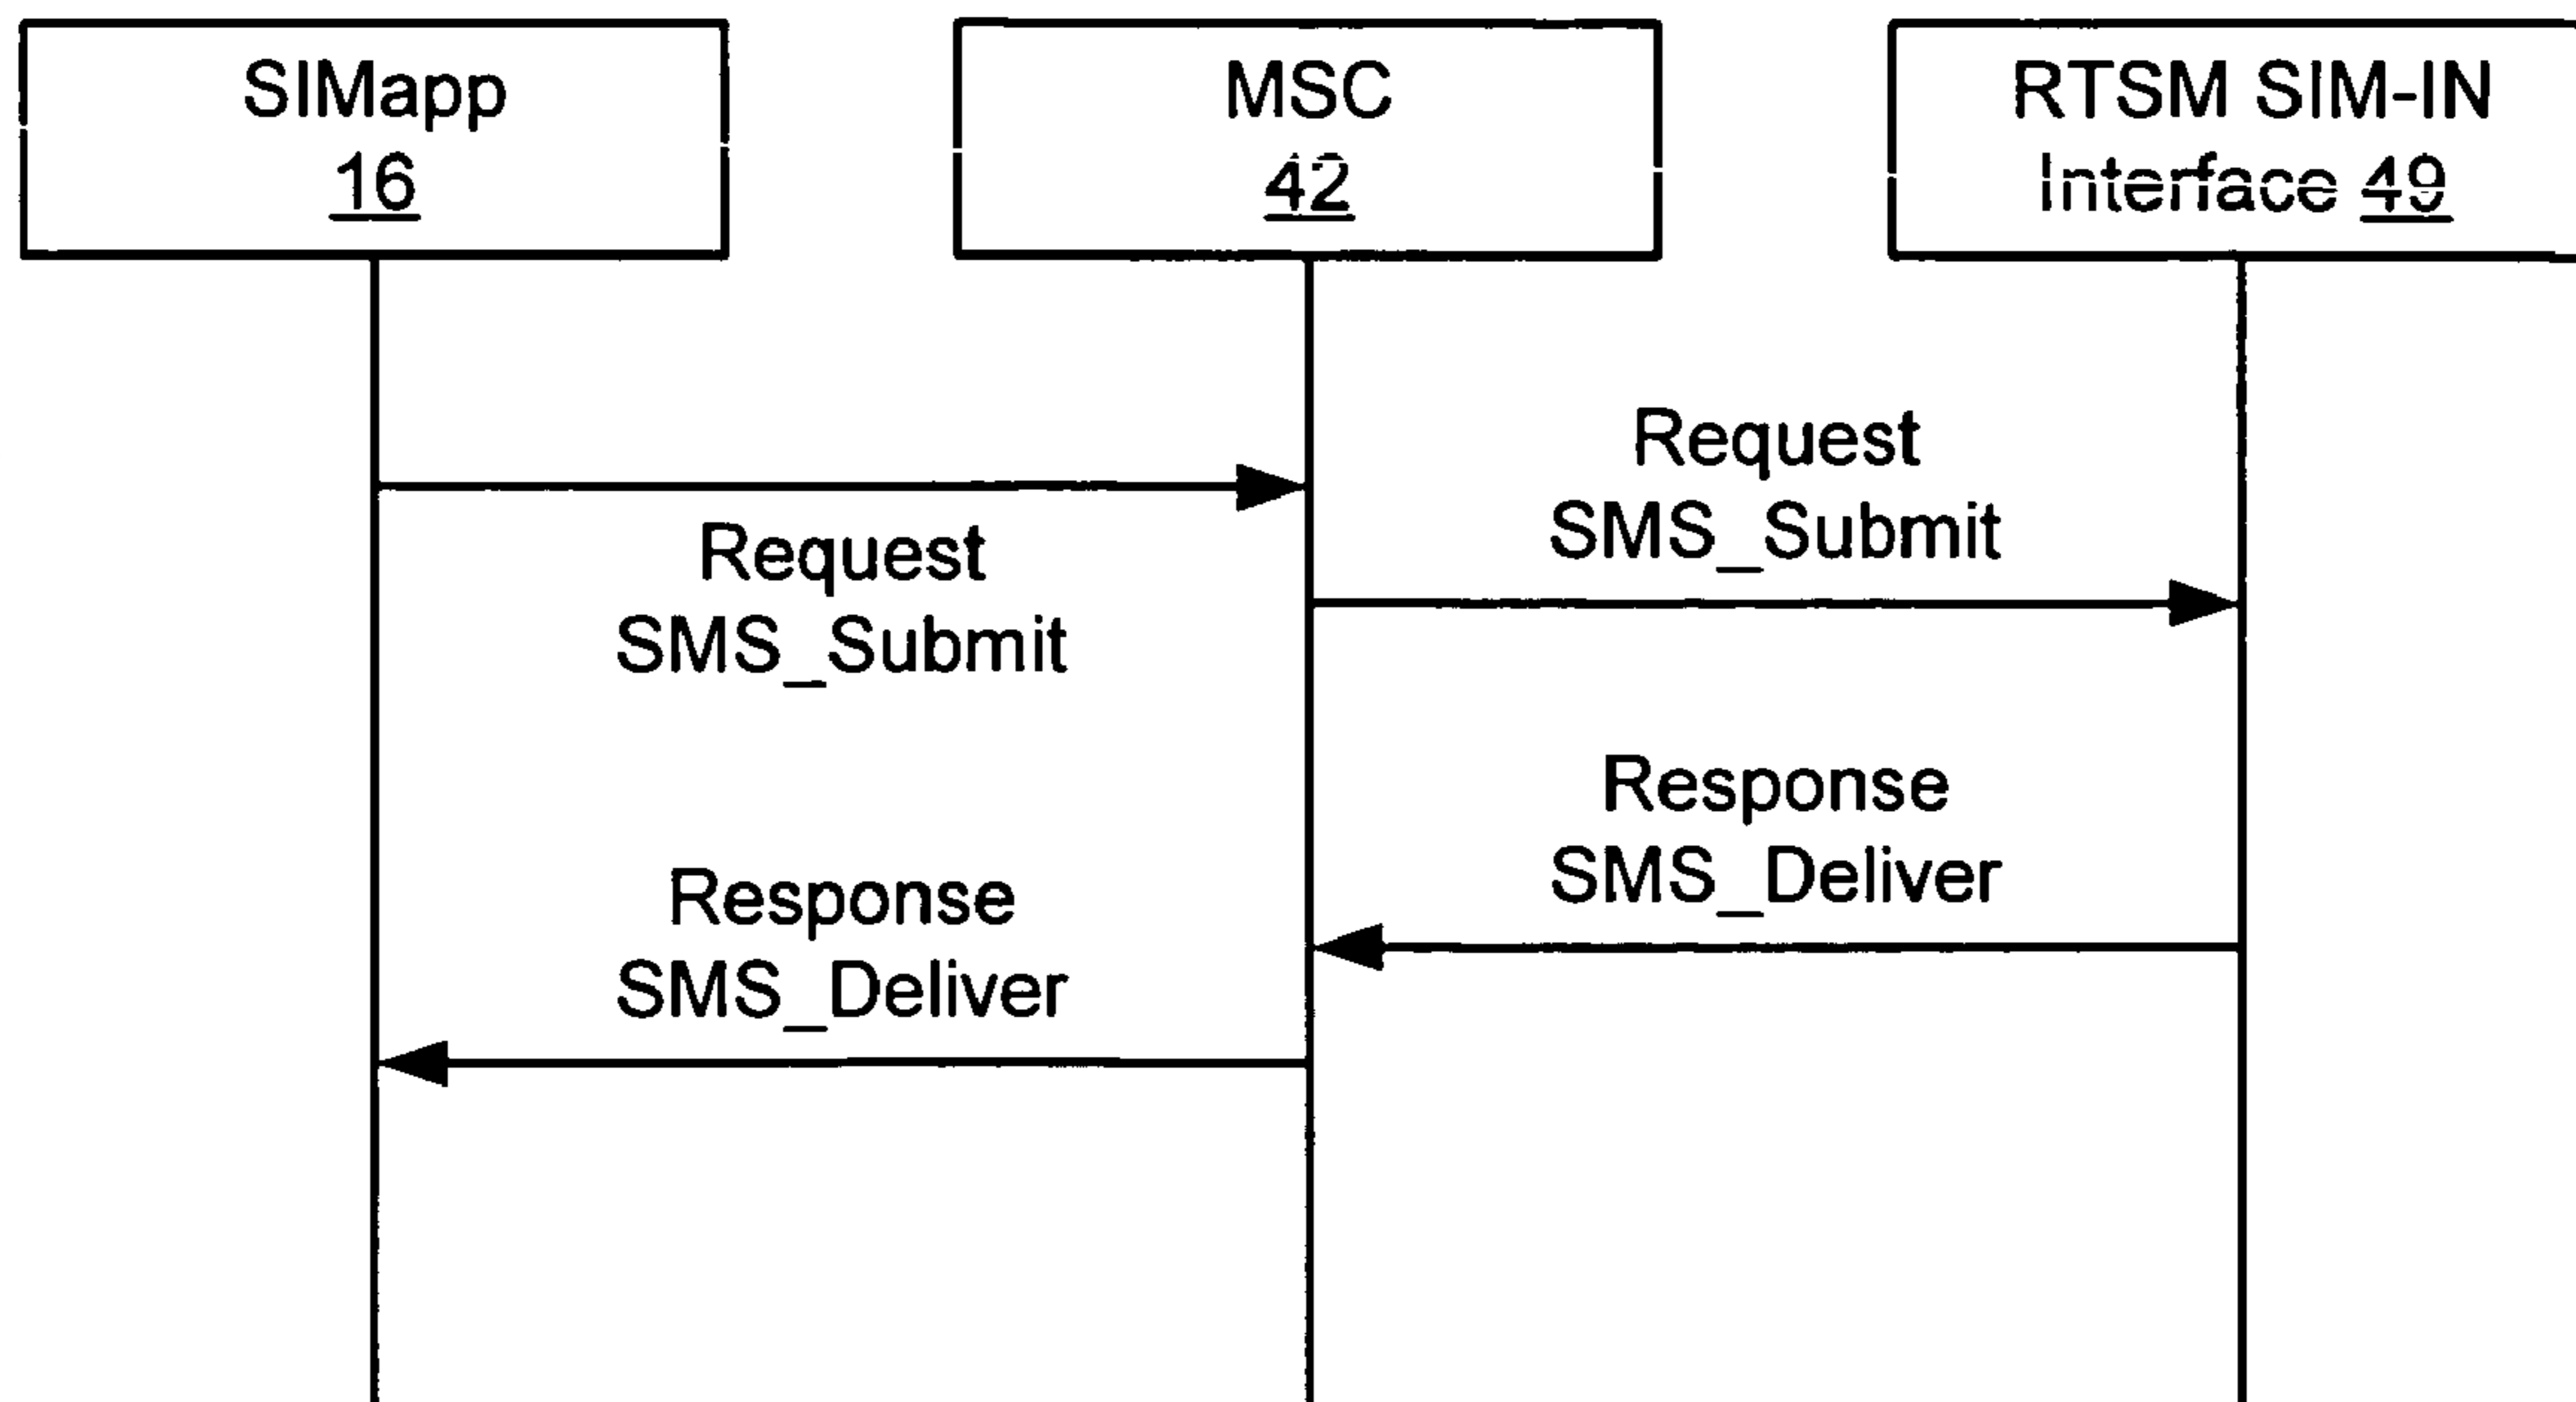 SIMapp
16
MSC
42
RTSM SIM-IN
Interface 49
Request
SMS_Submit
Request
SMS_Submit
Response
SMS_Deliver
Response
SMS_Deliver